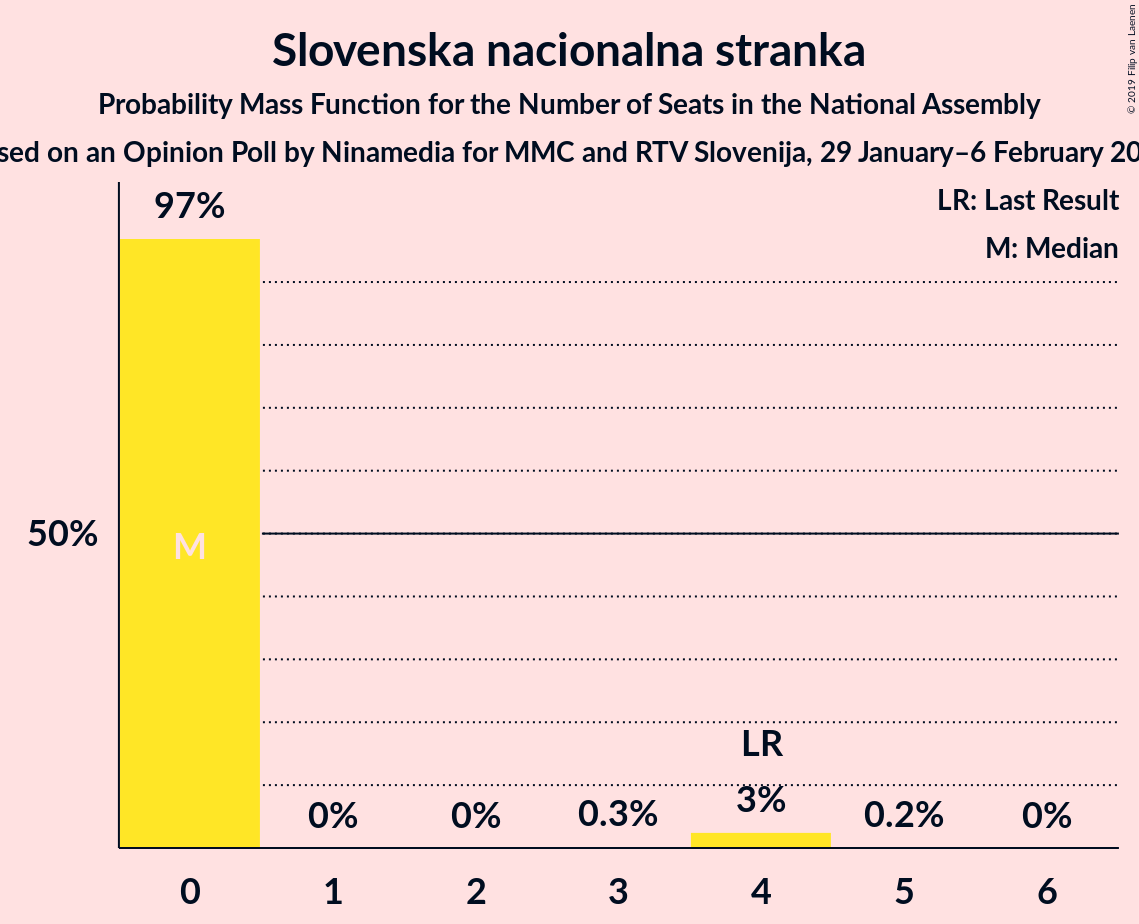 Slovenska nacionalna stranka
Probability Mass Function for the Number of Seats in the National Assembly
on an Opinion Poll by Ninamedia for MMC and RTV Slovenija, 29 January–6 February
LR: Last Result
M: Median
97%
50%
M
LR
0%
0%
0.3%
3%
0.2%
0%
0
1
2
3
4
5
6
© 2019 Filip van Laenen